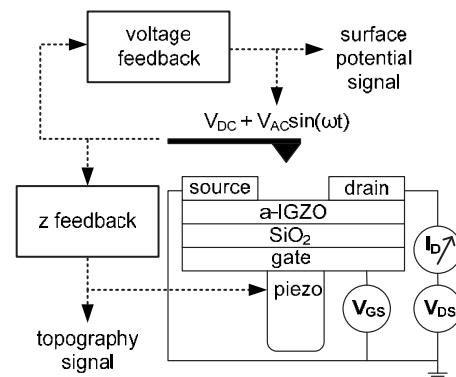 voltage
feedback
surface
potential
signal
V_DC + V_AC sin(ωt)
source
drain
z feedback
a-IGZO
SiO₂
gate
piezo
I_D
V_GS
V_DS
topography
signal